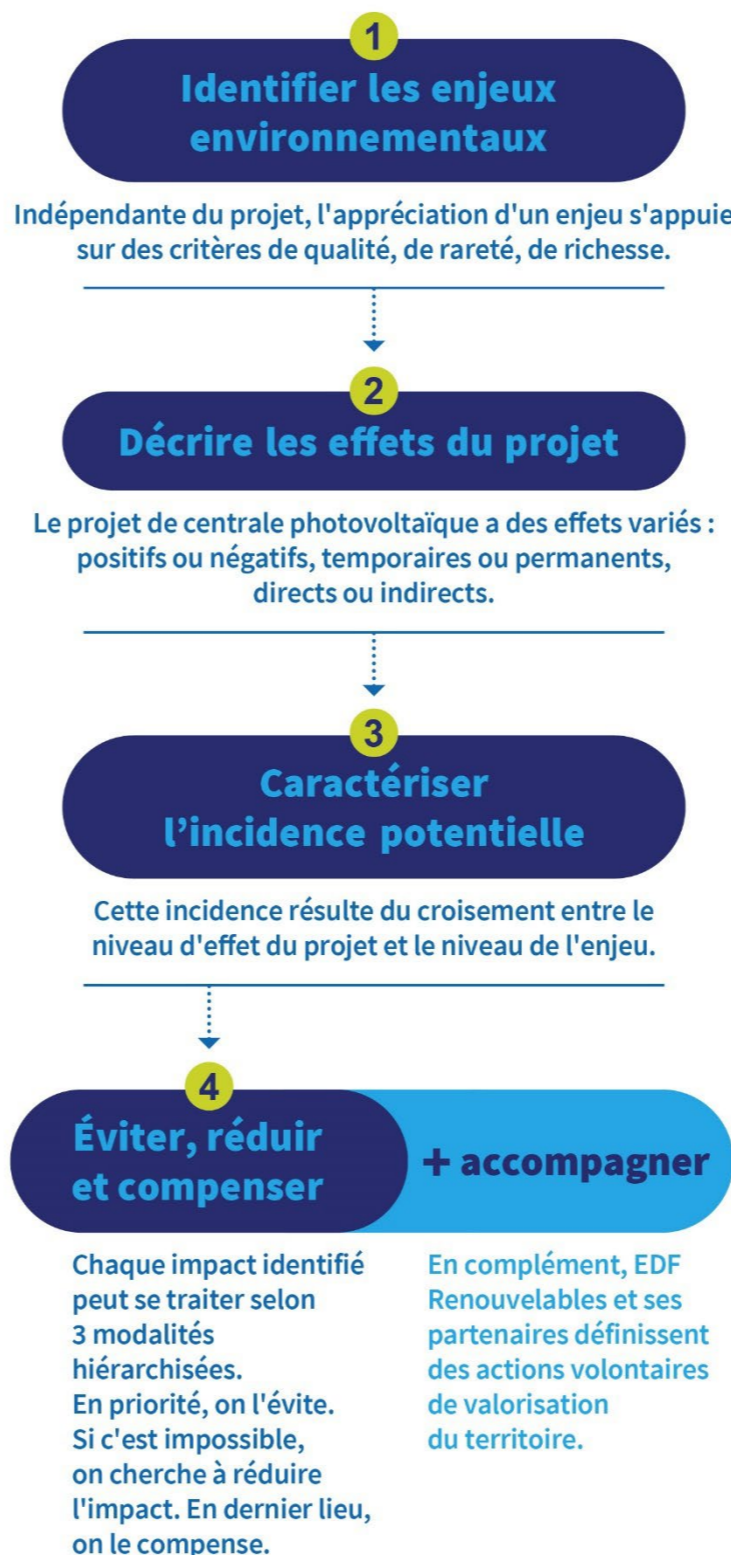 1
Identifier les enjeux
environnementaux
Indépendante du projet, l'appréciation d'un enjeu s'appuie
sur des critères de qualité, de rareté, de richesse.
2
Décrire les effets du projet
Le projet de centrale photovoltaïque a des effets variés :
positifs ou négatifs, temporaires ou permanents,
directs ou indirects.
3
Caractériser
l'incidence potentielle
Cette incidence résulte du croisement entre le
niveau d'effet du projet et le niveau de l'enjeu.
4
Éviter, réduir
et compenser
+ accompagner
Chaque impact identifié
peut se traiter selon
3 modalités
hiérarchisées.
En priorité, on l'évite.
Si c'est impossible,
on cherche à réduire
l'impact. En dernier lieu,
on le compense.
En complément, EDF
Renouvelables et ses
partenaires définissent
des actions volontaires
de valorisation
du territoire.